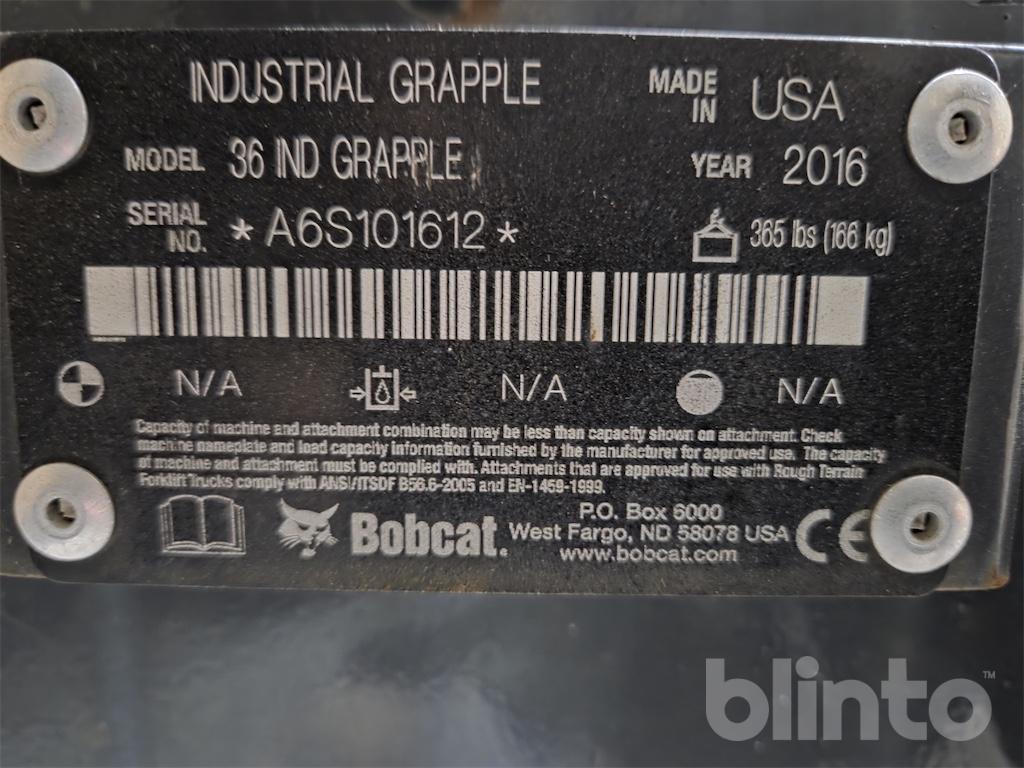 INDUSTRIAL GRAPPLE
MADE IN USA
MODEL 36 IND GRAPPLE
YEAR 2016
SERIAL NO. *A6S101612*
365 lbs (166 kg)
N/A N/A N/A
Capacity of machine and attachment combination may be less than capacity shown on attachment. Check
machine nameplate and load capacity information furnished by the manufacturer for approved use. The capacity
of machine and attachment must be complied with. Attachments that are approved for use with Rough Terrain
Forklift Trucks comply with ANSI/ITSDF B56.6-2005 and EN-1459-1999.
Bobcat.
P.O. Box 6000
West Fargo, ND 58078 USA
www.bobcat.com
CE
blinto™